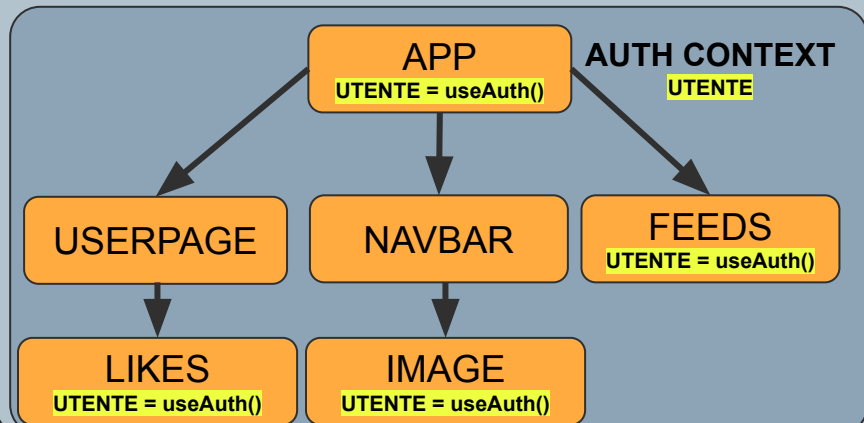 APP
UTENTE = useAuth()
AUTH CONTEXT
UTENTE
USERPAGE
NAVBAR
FEEDS
UTENTE = useAuth()
LIKES
UTENTE = useAuth()
IMAGE
UTENTE = useAuth()